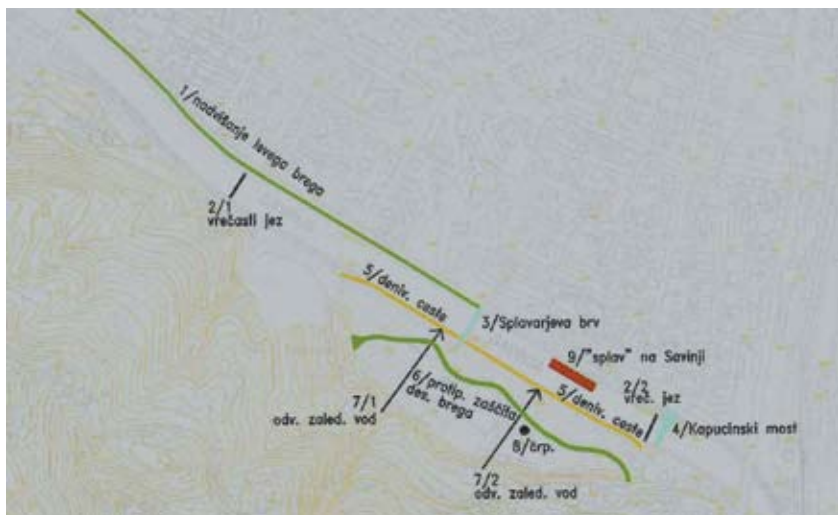 1/nadvišanje levega brega
2/1
vrečasti jez
5/deniv. ceste
3/Splavarjeva brv
9/"splav" na Savinji
2/2
vreč. jez
5/deniv. ceste
4/Kapucinski most
6/protip. zaščita
des. brega
7/1
odv. zaled. vod
8/črp.
7/2
odv. zaled. vod